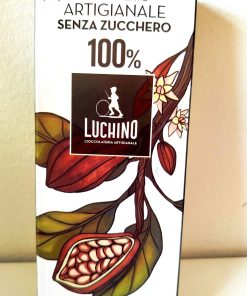 ARTIGIANALE
SENZA ZUCCHERO
100%
LUCHINO
CIOCCOLATERIA ARTIGIANALE